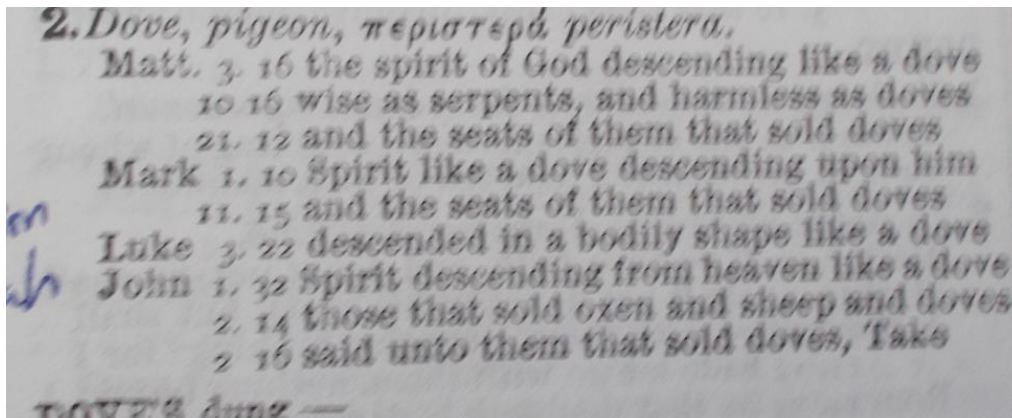 2. Dove, pigeon, περιστερά peristera.
Matt. 3. 16 the spirit of God descending like a dove
10 16 wise as serpents, and harmless as doves
21. 12 and the seats of them that sold doves
Mark 1. 10 Spirit like a dove descending upon him
11. 15 and the seats of them that sold doves
Luke 3. 22 descended in a bodily shape like a dove
John 1. 32 Spirit descending from heaven like a dove
2. 14 those that sold oxen and sheep and doves
2 16 said unto them that sold doves, Take
DOVE'S dung —